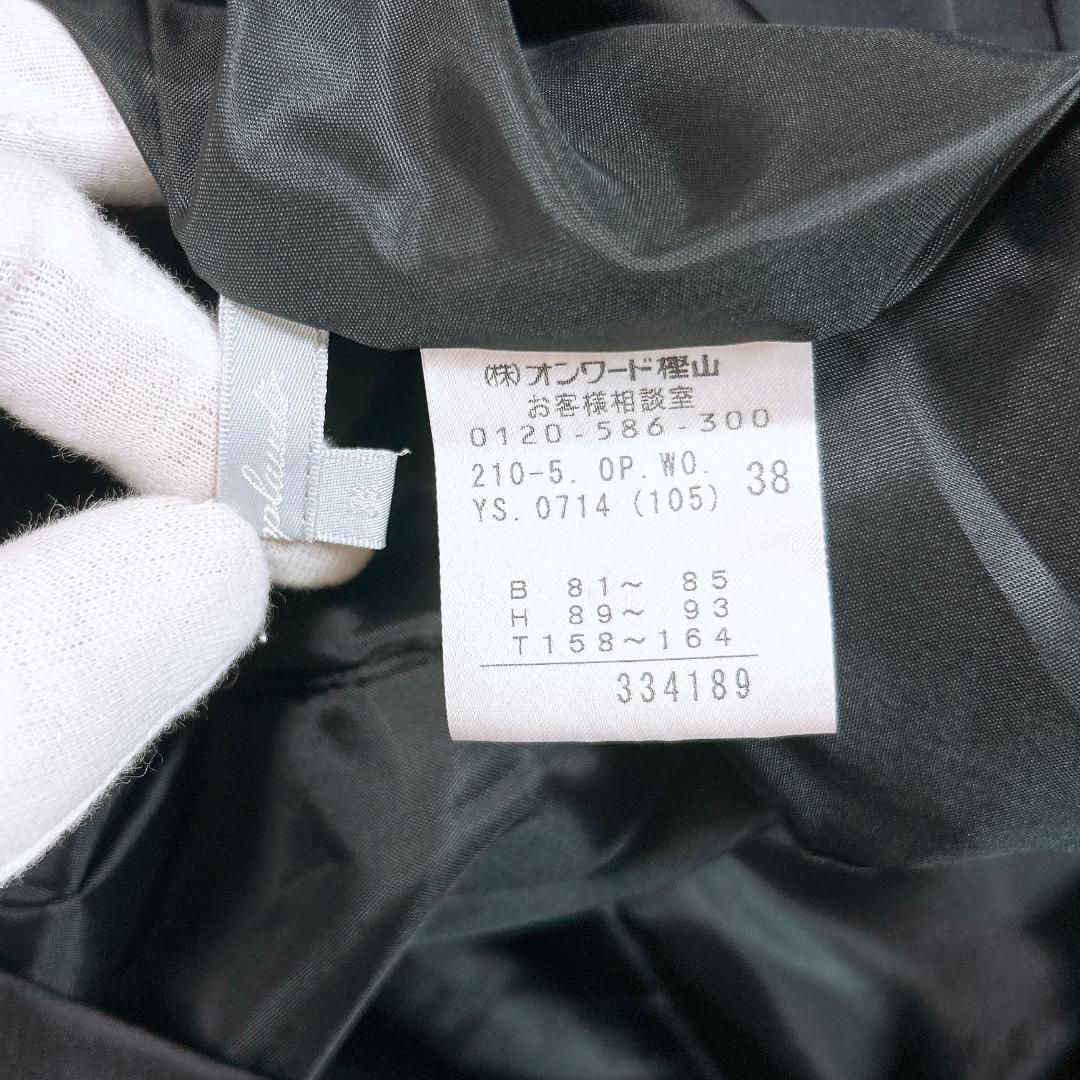 (株)オンワード樫山
お客様相談室
0120-586-300
210-5. OP. WO. 38
YS. 0714 (105)
B 81～ 85
H 89～ 93
T158～164
334189
38